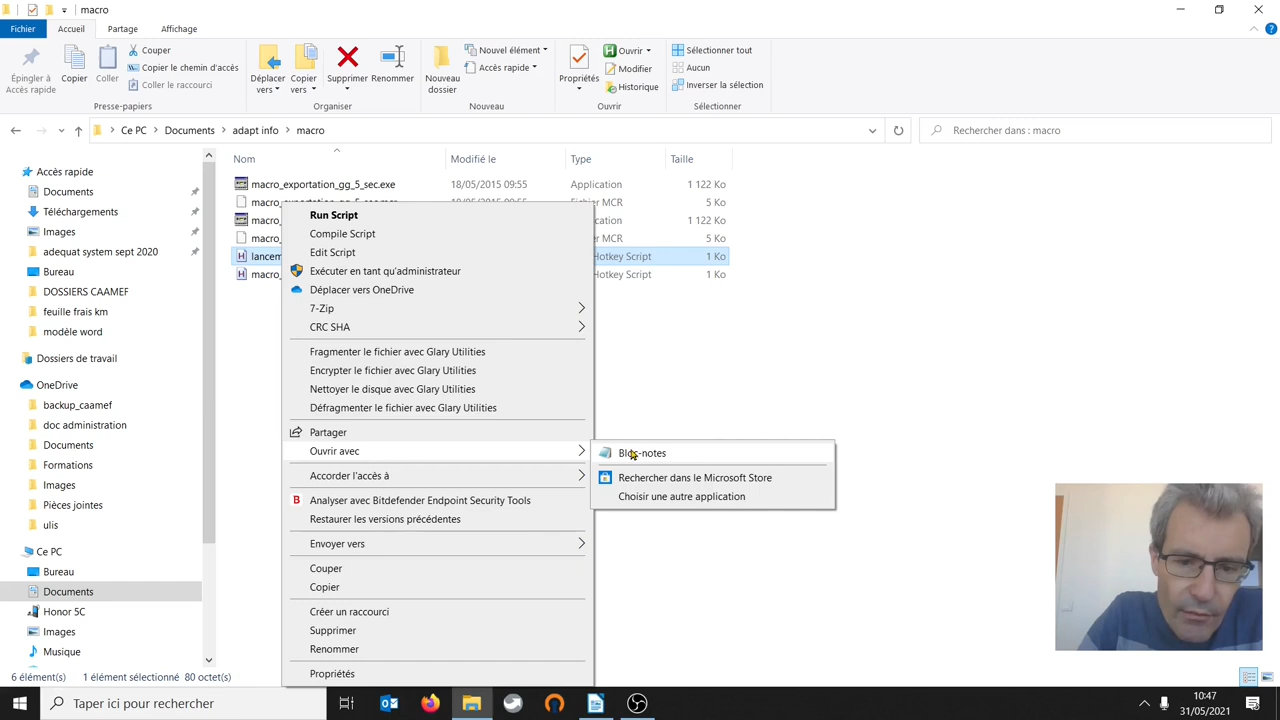 macro
Fichier
Accueil
Partage
Affichage
Épingler à
Accès rapide
Copier
Coller
Couper
Copier le chemin d'accès
Coller le raccourci
Presse-papiers
Déplacer
vers
Copier
vers
Supprimer
Renommer
Organiser
Nouveau
dossier
Nouvel élément
Accès rapide
Nouveau
Propriétés
Ouvrir
Modifier
Historique
Ouvrir
Sélectionner tout
Aucun
Inverser la sélection
Sélectionner
Ce PC
Documents
adapt info
macro
Rechercher dans : macro
Nom
Modifié le
Type
Taille
macro_exportation_gg_5_sec.exe 18/05/2015 09:55 Application 1 122 Ko
18/05/2015 09:55 Fichier MCR 5 Ko
1 122 Ko
MCR 5 Ko
Hotkey Script 1 Ko
Hotkey Script 1 Ko
Accès rapide
Documents
Téléchargements
Images
adequat system sept 2020
Bureau
DOSSIERS CAAMEF
feuille frais km
modèle word
Dossiers de travail
OneDrive
backup_caamef
doc administration
Documents
Formations
Images
Pièces jointes
ulis
Ce PC
Bureau
Documents
Honor 5C
Images
Musique
Run Script
Compile Script
Edit Script
Exécuter en tant qu'administrateur
Déplacer vers OneDrive
7-Zip
CRC SHA
Fragmenter le fichier avec Glary Utilities
Encrypter le fichier avec Glary Utilities
Nettoyer le disque avec Glary Utilities
Défragmenter le fichier avec Glary Utilities
Partager
Ouvrir avec
Accorder l'accès à
Analyser avec Bitdefender Endpoint Security Tools
Restaurer les versions précédentes
Envoyer vers
Couper
Copier
Créer un raccourci
Supprimer
Renommer
Propriétés
Bloc-notes
Rechercher dans le Microsoft Store
Choisir une autre application
6 élément(s) 1 élément sélectionné 80 octet(s)
Taper ici pour rechercher
10:47
31/05/2021